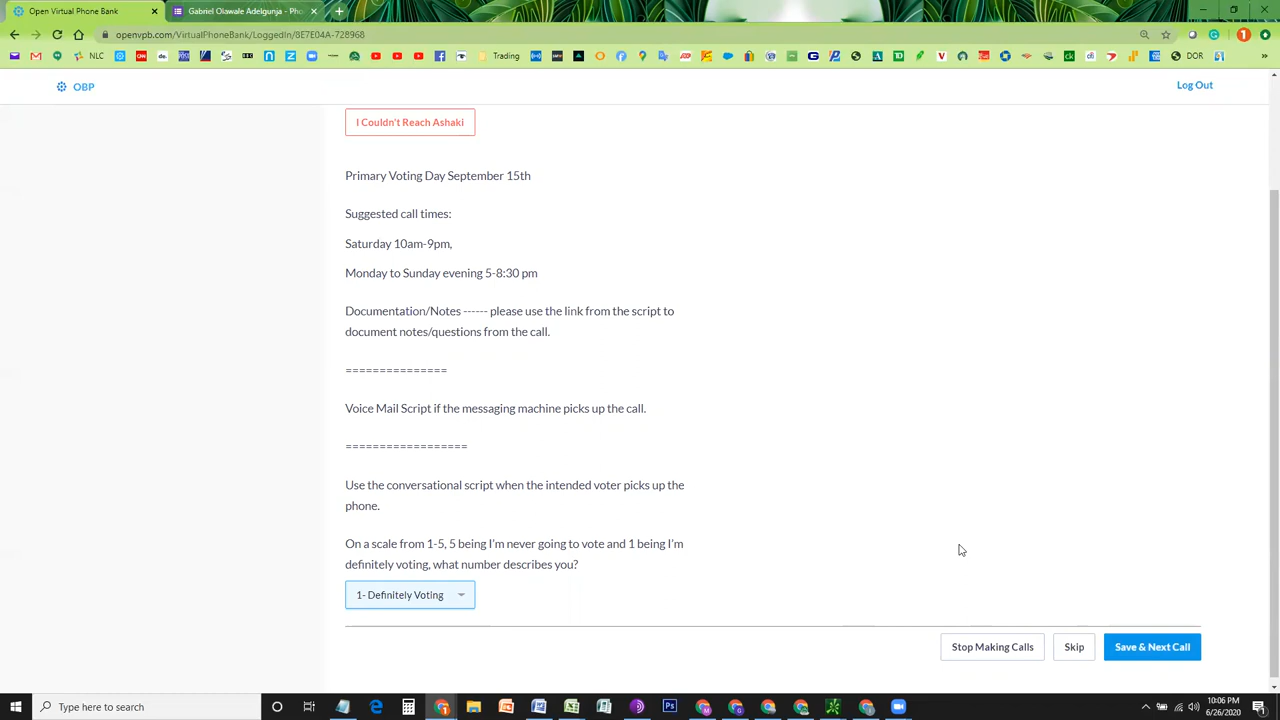 Open Virtual Phone Bank
Gabriel Olawale Adelgunja - Pho
openvpb.com/VirtualPhoneBank/LoggedIn/8E7E04A-728968
NLC
Trading
DOR
OBP
Log Out
I Couldn't Reach Ashaki
Primary Voting Day September 15th
Suggested call times:
Saturday 10am-9pm,
Monday to Sunday evening 5-8:30 pm
Documentation/Notes ------ please use the link from the script to
document notes/questions from the call.
===============
Voice Mail Script if the messaging machine picks up the call.
==================
Use the conversational script when the intended voter picks up the
phone.
On a scale from 1-5, 5 being I'm never going to vote and 1 being I'm
definitely voting, what number describes you?
1- Definitely Voting
Stop Making Calls
Skip
Save & Next Call
Type here to search
10:06 PM
6/26/2020